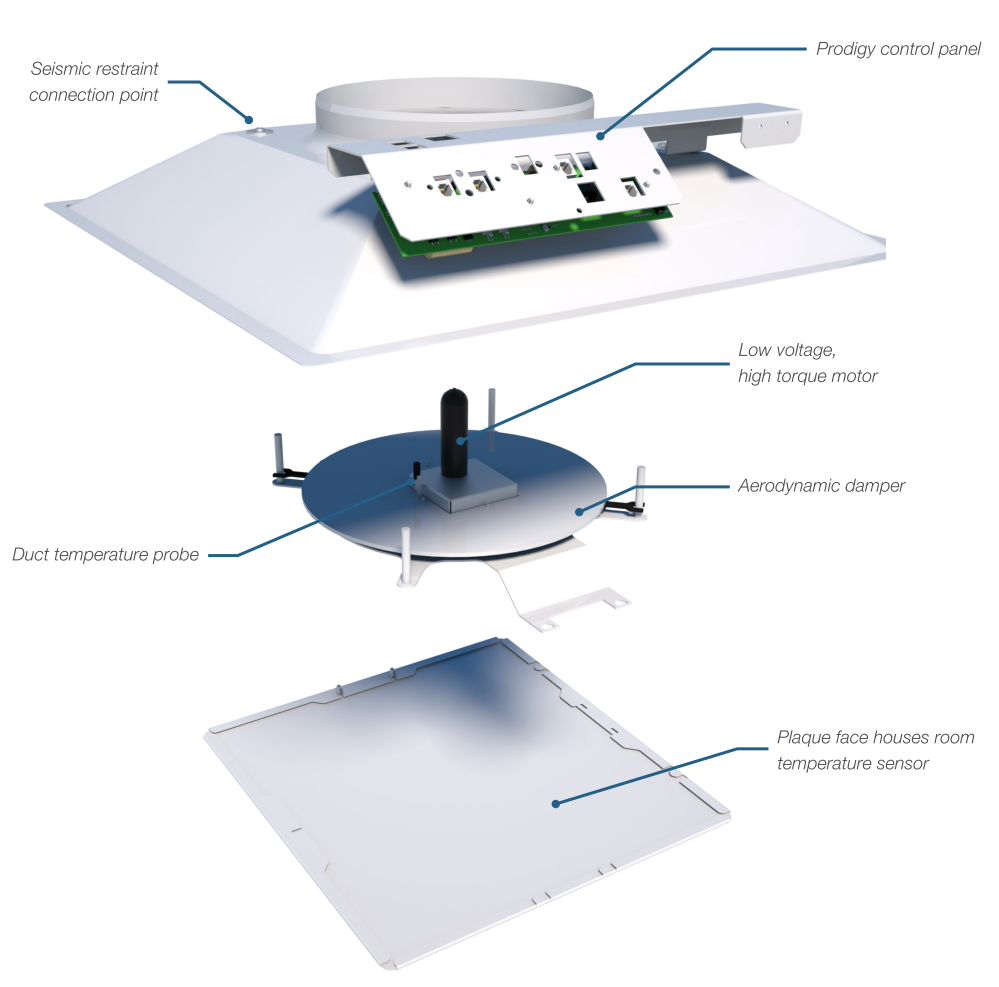 Prodigy control panel
Seismic restraint
connection point
Low voltage,
high torque motor
Aerodynamic damper
Duct temperature probe
Plaque face houses room
temperature sensor